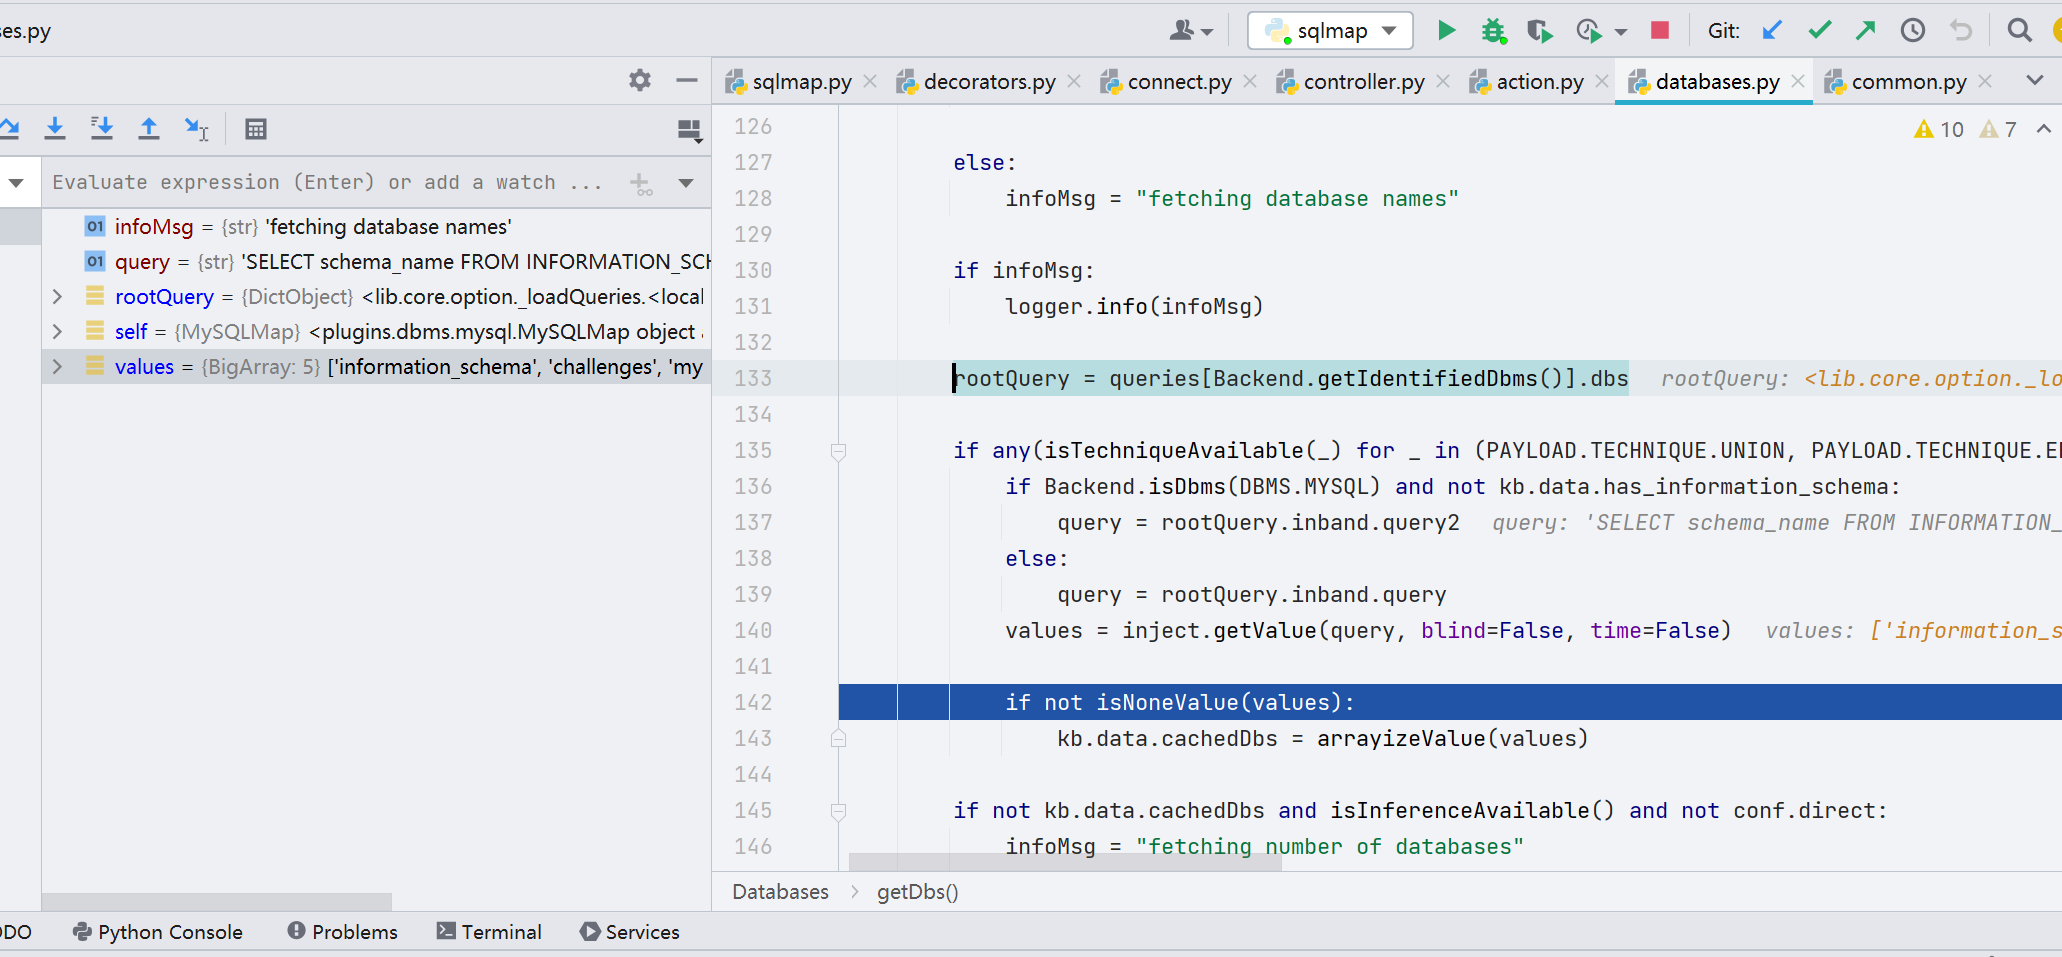 es.py
sqlmap
Git:
sqlmap.py
decorators.py
connect.py
controller.py
action.py
databases.py
common.py
10
7
Evaluate expression (Enter) or add a watch ...
infoMsg = {str} 'fetching database names'
query = {str} 'SELECT schema_name FROM INFORMATION_SCH
rootQuery = {DictObject} <lib.core.option._loadQueries.<local
self = {MySQLMap} <plugins.dbms.mysql.MySQLMap object
values = {BigArray: 5} ['information_schema', 'challenges', 'my
126
127 else:
128 infoMsg = "fetching database names"
129
130 if infoMsg:
131 logger.info(infoMsg)
132
133 rootQuery = queries[Backend.getIdentifiedDbms()].dbs rootQuery: <lib.core.option._lo
134
135 if any(isTechniqueAvailable(_) for _ in (PAYLOAD.TECHNIQUE.UNION, PAYLOAD.TECHNIQUE.E
136 if Backend.isDbms(DBMS.MYSQL) and not kb.data.has_information_schema:
137 query = rootQuery.inband.query2 query: 'SELECT schema_name FROM INFORMATION_
138 else:
139 query = rootQuery.inband.query
140 values = inject.getValue(query, blind=False, time=False) values: ['information_s
141
142 if not isNoneValue(values):
143 kb.data.cachedDbs = arrayizeValue(values)
144
145 if not kb.data.cachedDbs and isInferenceAvailable() and not conf.direct:
146 infoMsg = "fetching number of databases"
Databases > getDbs()
DO
Python Console
Problems
Terminal
Services